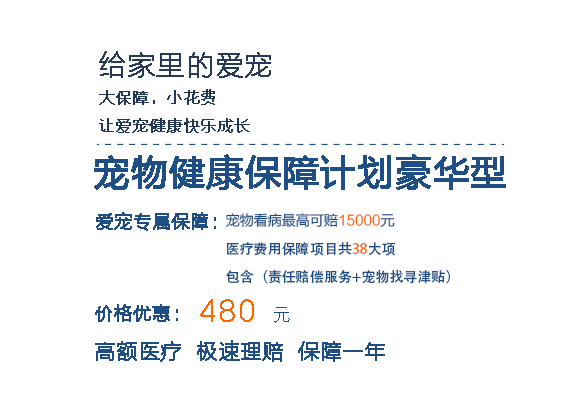 给家里的爱宠
大保障，小花费
让爱宠健康快乐成长
宠物健康保障计划豪华型
爱宠专属保障：宠物看病最高可赔15000元
医疗费用保障项目共38大项
包含（责任赔偿服务+宠物找寻津贴）
价格优惠：480 元
高额医疗 极速理赔 保障一年